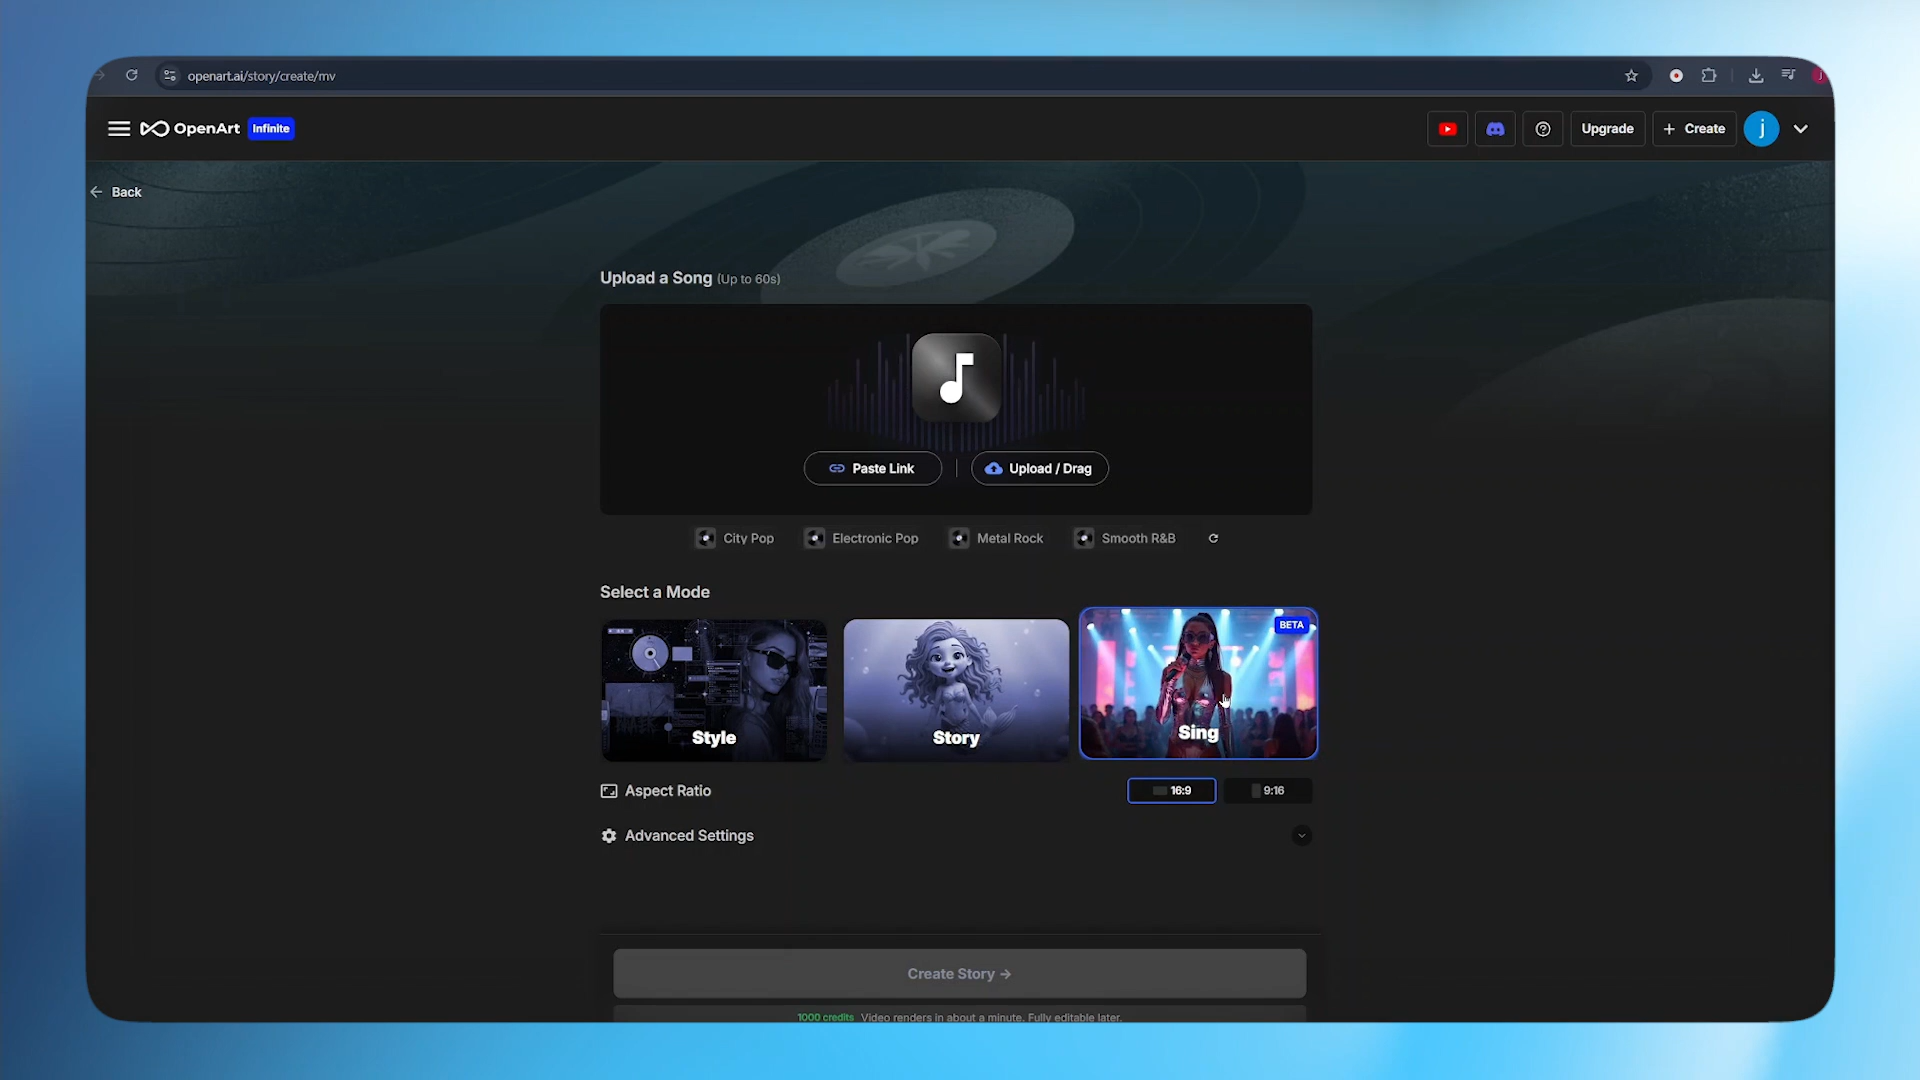 openart.ai/story/create/mv
J
OpenArt Infinite
Upgrade
+ Create
j
← Back
Upload a Song (Up to 60s)
Paste Link
Upload / Drag
City Pop
Electronic Pop
Metal Rock
Smooth R&B
Select a Mode
BETA
Style
Story
Sing
Aspect Ratio
16:9
9:16
Advanced Settings
Create Story →
1000 credits Video renders in about a minute. Fully editable later.